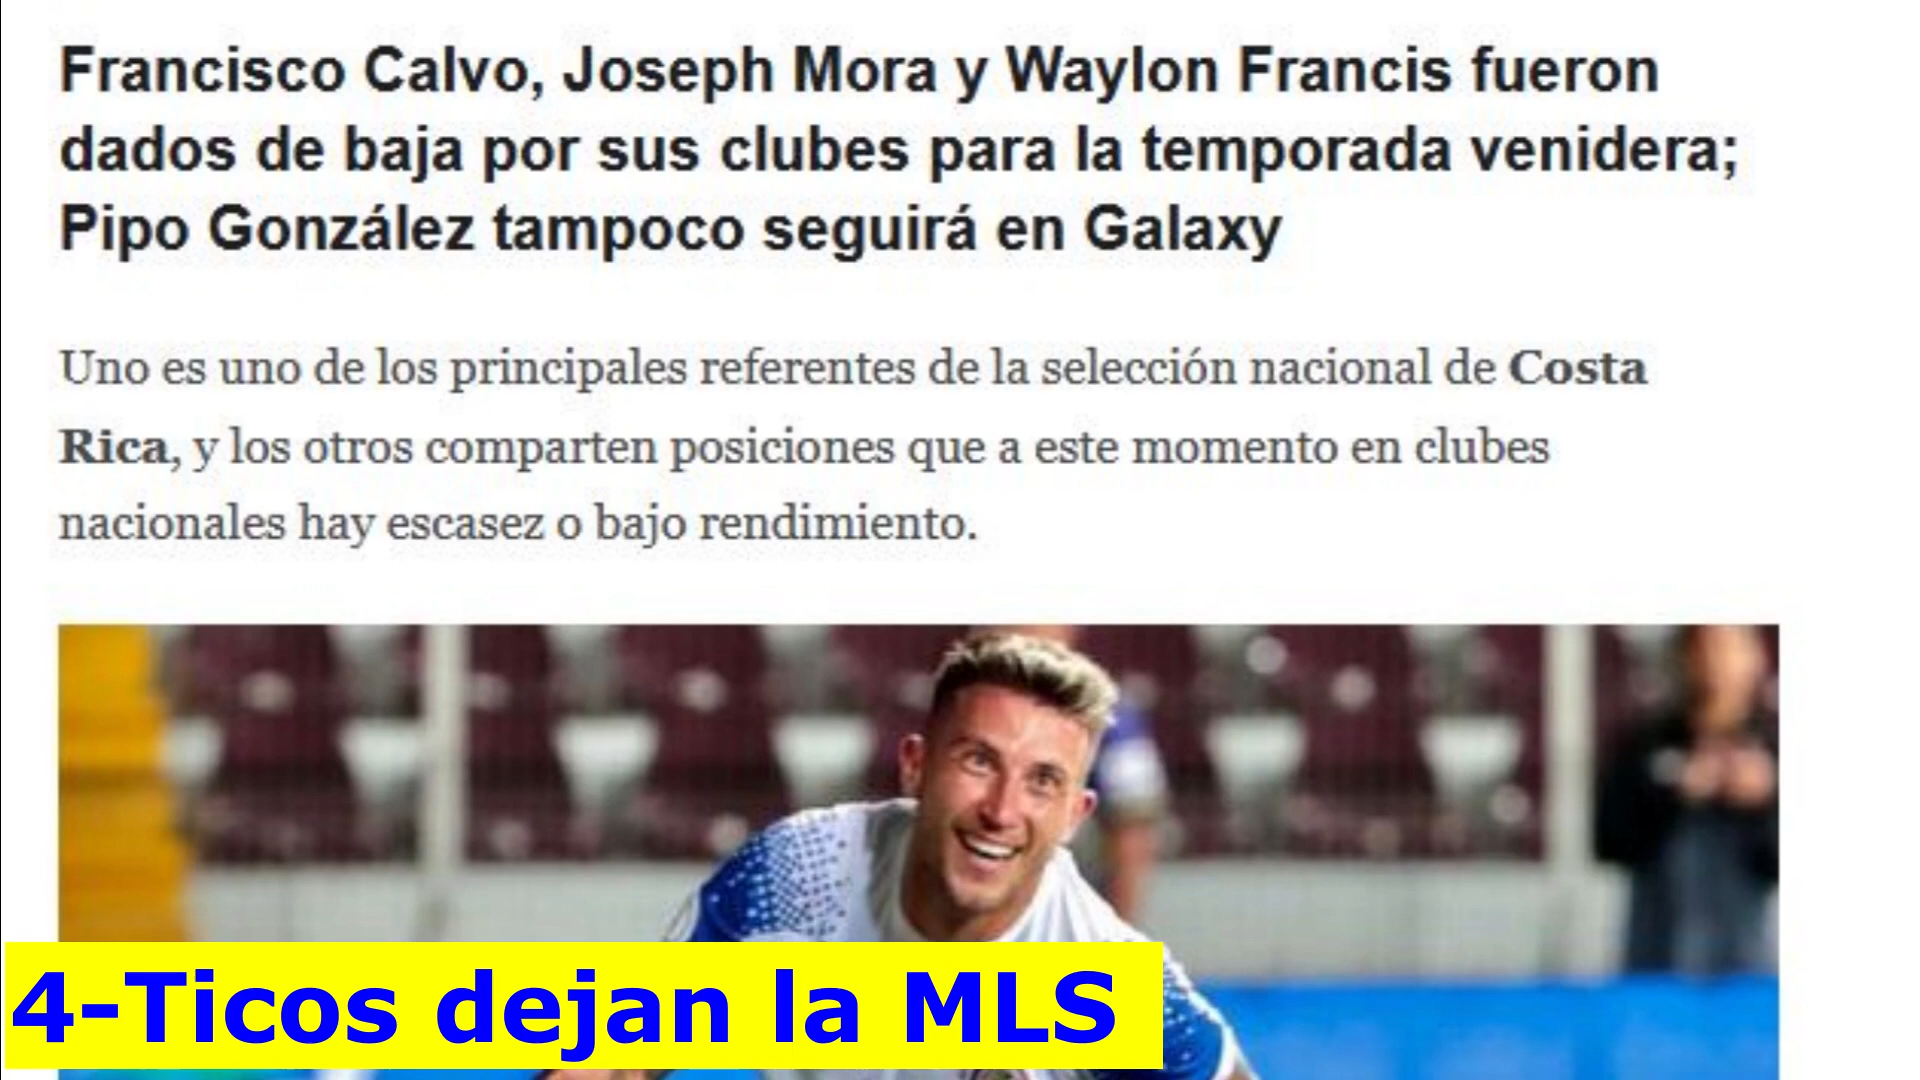 Francisco Calvo, Joseph Mora y Waylon Francis fueron
dados de baja por sus clubes para la temporada venidera;
Pipo González tampoco seguirá en Galaxy
Uno es uno de los principales referentes de la selección nacional de Costa
Rica, y los otros comparten posiciones que a este momento en clubes
nacionales hay escasez o bajo rendimiento.
4-Ticos dejan la MLS